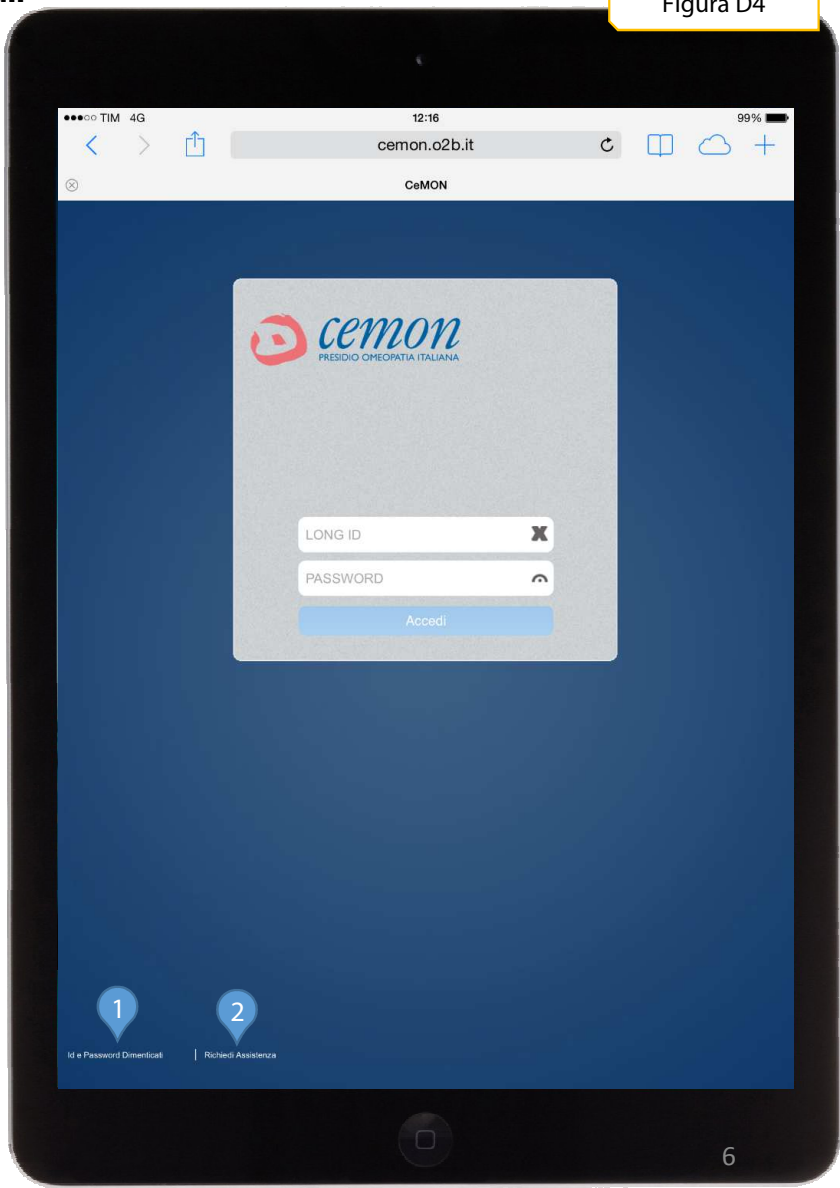 Figura D4
TIM 4G
12:16
99%
cemon.o2b.it
CeMON
cemon
PRESIDIO OMEOPATIA ITALIANA
LONG ID
PASSWORD
Accedi
1
2
Id e Password Dimenticati | Richiedi Assistenza
6